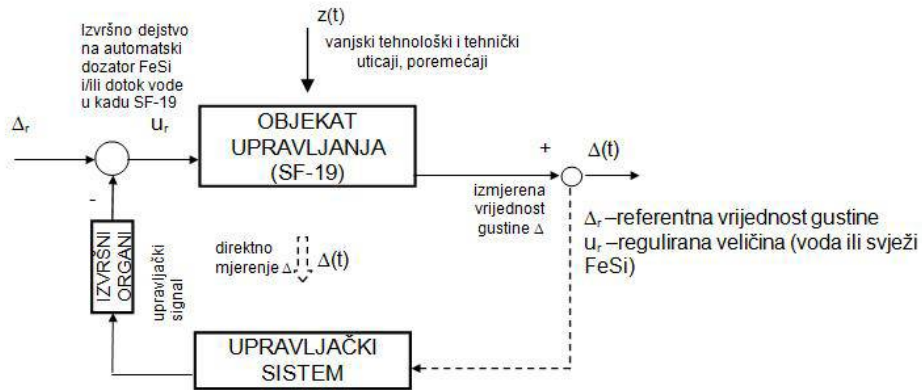 Izvršno dejstvo
na automatski
dozator FeSi
i/ili dotok vode
u kadu SF-19
z(t)
vanjski tehnološki i tehnički
uticaji, poremećaji
Δr
ur
OBJEKAT
UPRAVLJANJA
(SF-19)
+
Δ(t)
izmjerena
vrijednost
gustine Δ
-
IZVRŠNI
ORGANI
upravljački
signal
direktno
mjerenje Δ
Δ(t)
Δr –referentna vrijednost gustine
ur –regulirana veličina (voda ili svježi
FeSi)
UPRAVLJAČKI
SISTEM